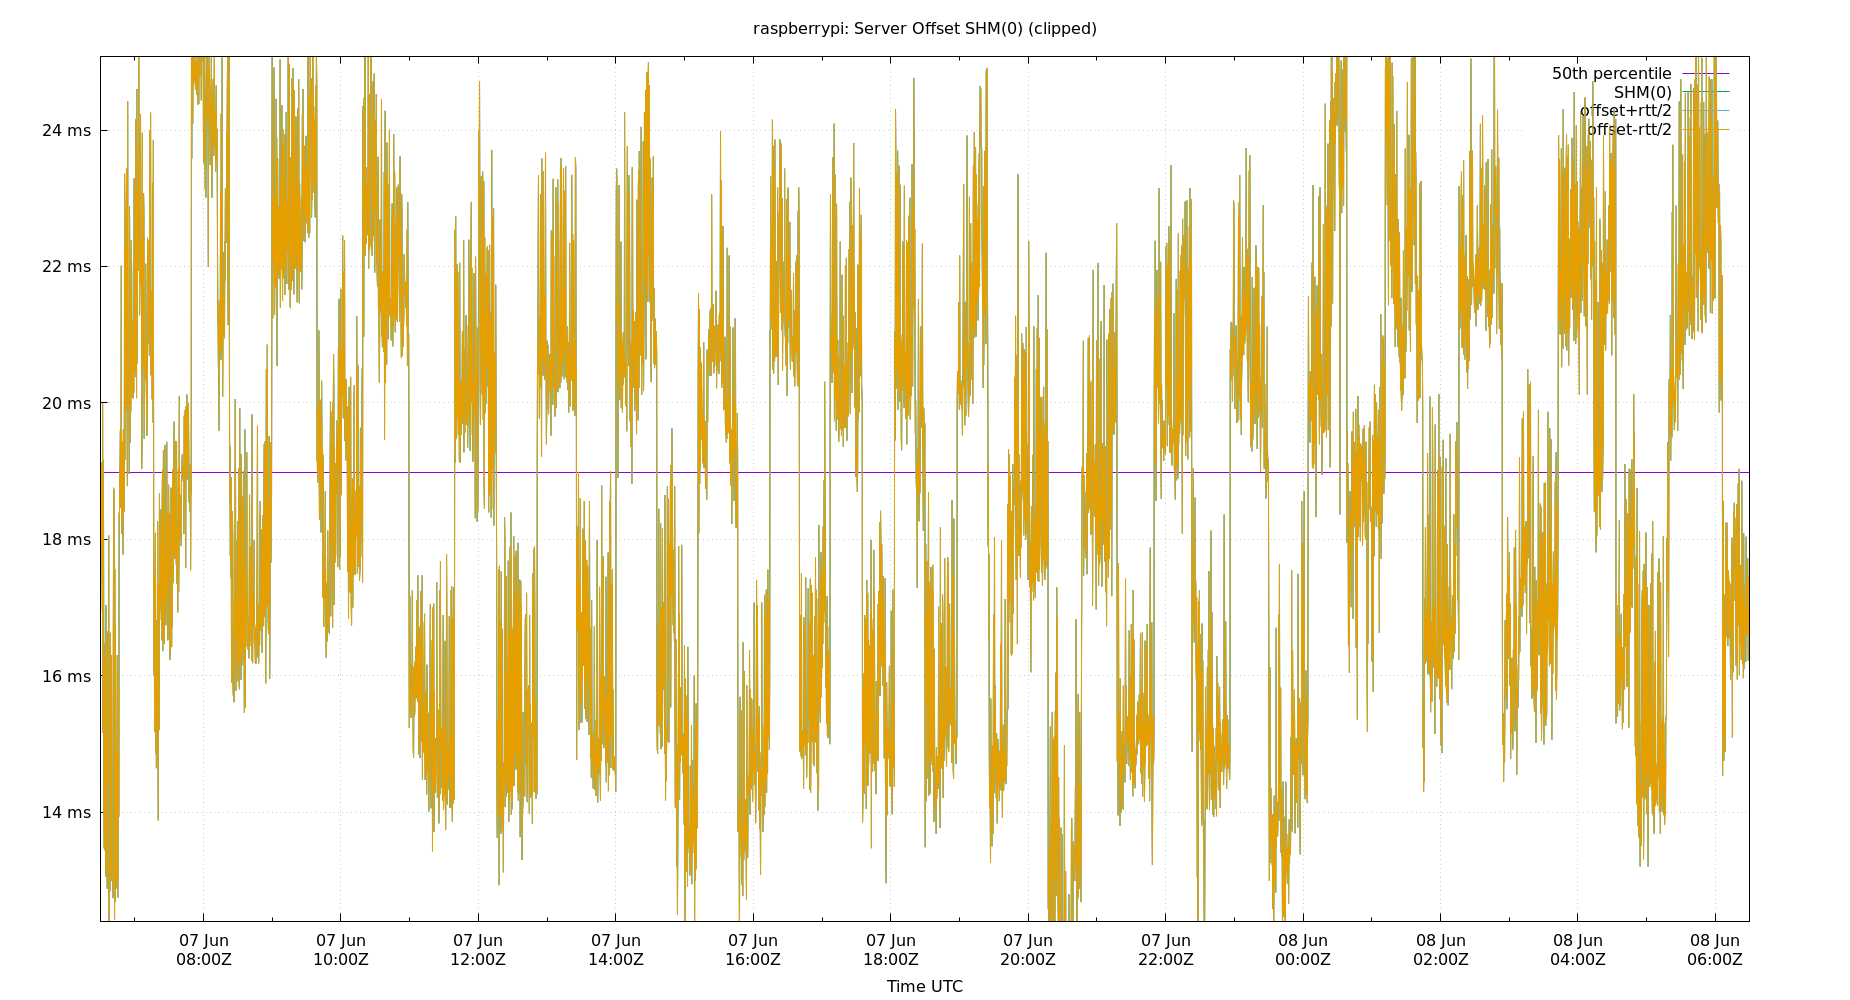 raspberrypi: Server Offset SHM(0) (clipped)
50th percentile
SHM(0)
offset+rtt/2
offset-rtt/2
24 ms
22 ms
20 ms
18 ms
16 ms
14 ms
07 Jun 07 Jun 07 Jun 07 Jun 07 Jun 07 Jun 07 Jun 07 Jun 08 Jun 08 Jun 08 Jun 08 Jun
08:00Z 10:00Z 12:00Z 14:00Z 16:00Z 18:00Z 20:00Z 22:00Z 00:00Z 02:00Z 04:00Z 06:00Z
Time UTC